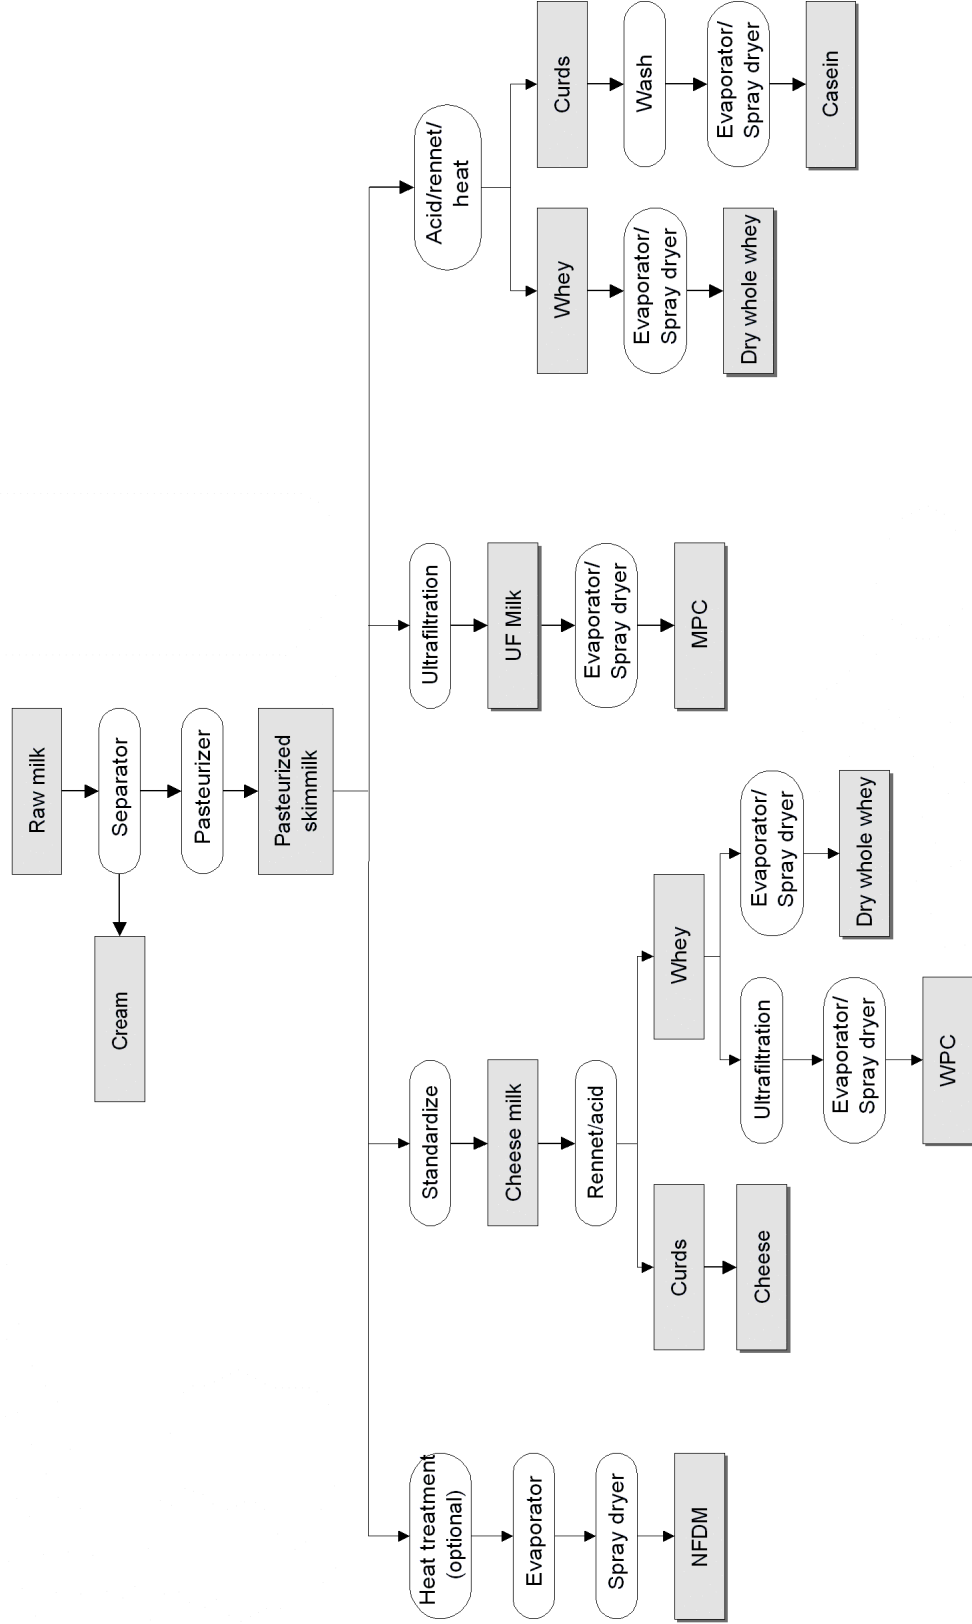 Raw milk
Separator
Cream
Pasteurizer
Pasteurized
skimmilk
Heat treatment
(optional)
Evaporator
Spray dryer
NFDM
Standardize
Cheese milk
Rennet/acid
Curds
Cheese
Whey
Ultrafiltration
Evaporator/
Spray dryer
WPC
Evaporator/
Spray dryer
Dry whole whey
Ultrafiltration
UF Milk
Evaporator/
Spray dryer
MPC
Acid/rennet/
heat
Whey
Evaporator/
Spray dryer
Dry whole whey
Curds
Wash
Evaporator/
Spray dryer
Casein